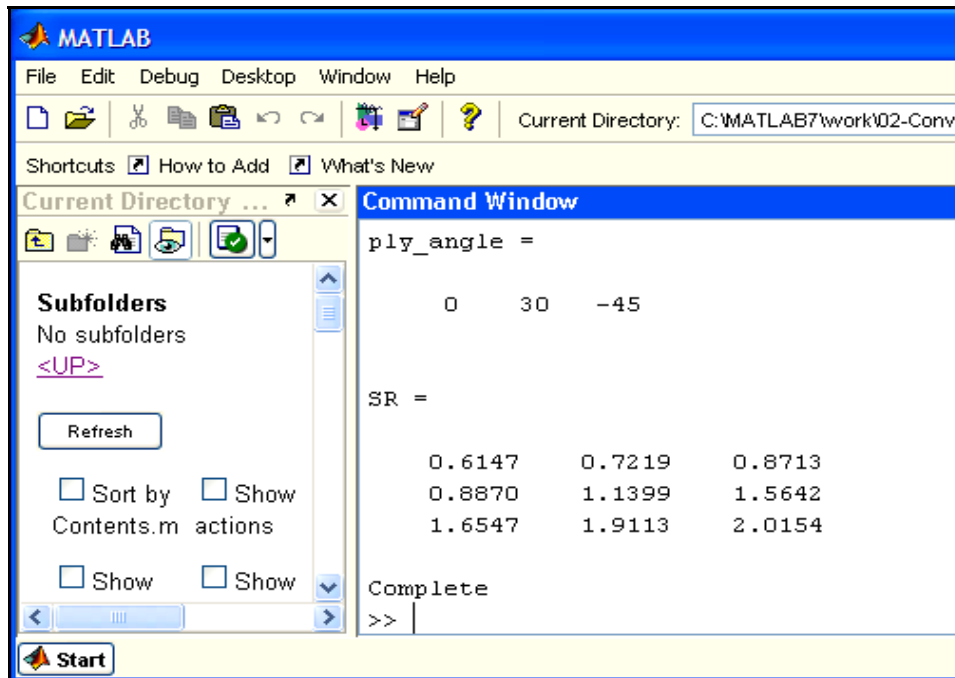 MATLAB
File Edit Debug Desktop Window Help
Current Directory: C:\MATLAB7\work\02-Conv
Shortcuts How to Add What's New
Current Directory ...
Subfolders
No subfolders
<UP>
Refresh
Sort by Show
Contents.m actions
Show Show
Command Window
ply_angle =
0 30 -45
SR =
0.6147 0.7219 0.8713
0.8870 1.1399 1.5642
1.6547 1.9113 2.0154
Complete
>>
Start